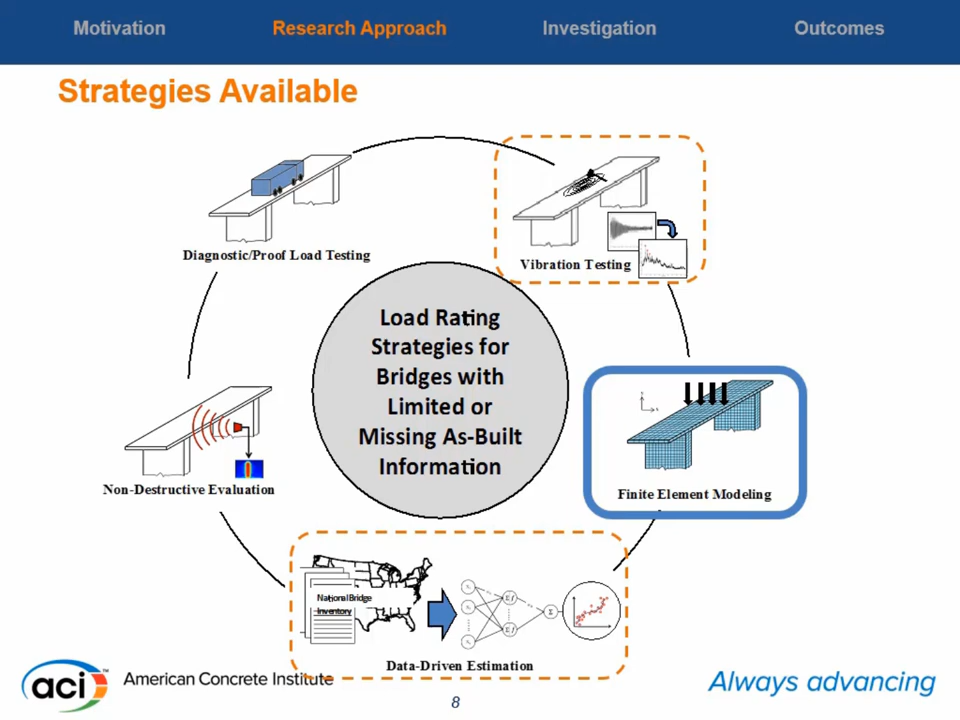 Motivation
Research Approach
Investigation
Outcomes
Strategies Available
Diagnostic/Proof Load Testing
Vibration Testing
Load Rating
Strategies for
Bridges with
Limited or
Missing As-Built
Information
Non-Destructive Evaluation
Finite Element Modeling
National Bridge
Inventory
Data-Driven Estimation
aci
American Concrete Institute
Always advancing
8